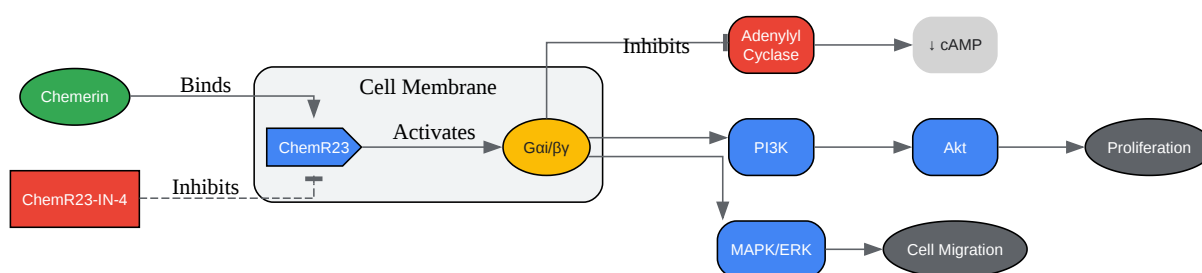 Adenylyl
Cyclase
↓ cAMP
Inhibits
Cell Membrane
Chemerin
Binds
ChemR23
Activates
Gαi/βγ
PI3K
Akt
Proliferation
ChemR23-IN-4
Inhibits
MAPK/ERK
Cell Migration